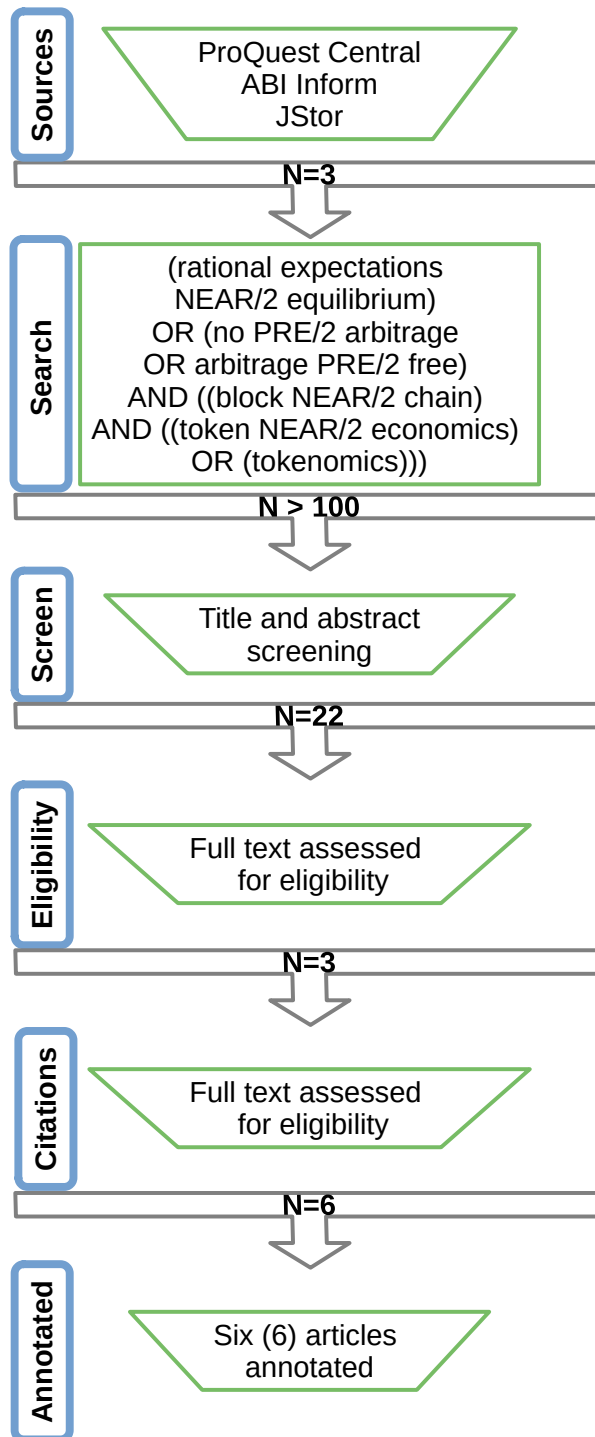 Sources
ProQuest Central
ABI Inform
JStor
N=3
Search
(rational expectations
NEAR/2 equilibrium)
OR (no PRE/2 arbitrage
OR arbitrage PRE/2 free)
AND ((block NEAR/2 chain)
AND ((token NEAR/2 economics)
OR (tokenomics)))
N > 100
Screen
Title and abstract
screening
N=22
Eligibility
Full text assessed
for eligibility
N=3
Citations
Full text assessed
for eligibility
N=6
Annotated
Six (6) articles
annotated